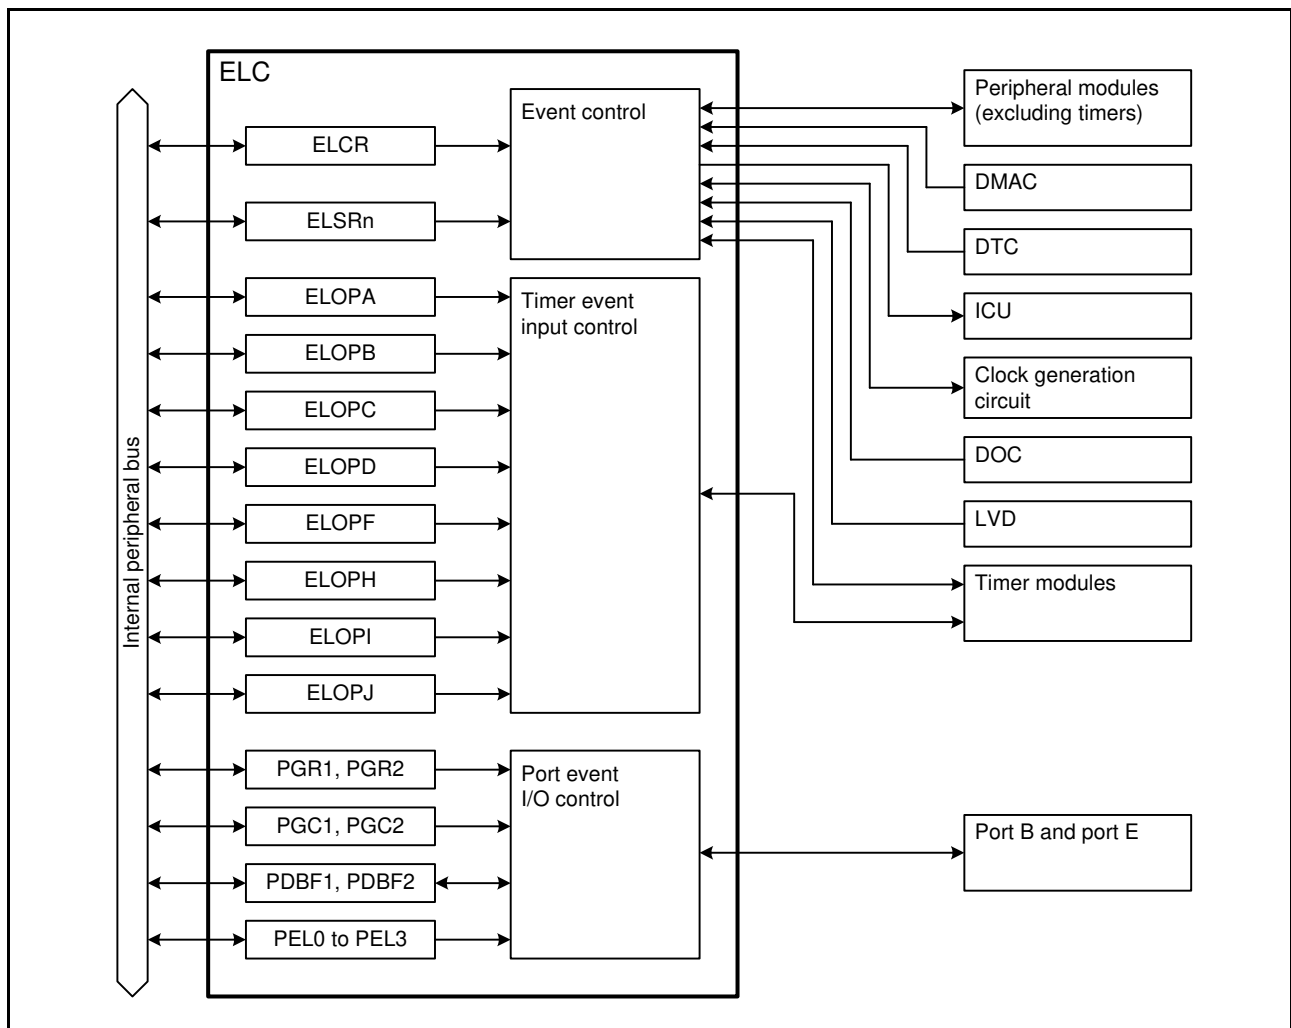 ELC
Internal peripheral bus
ELCR
ELSRn
ELOPA
ELOPB
ELOPC
ELOPD
ELOPF
ELOPH
ELOPI
ELOPJ
PGR1, PGR2
PGC1, PGC2
PDBF1, PDBF2
PEL0 to PEL3
Event control
Timer event
input control
Port event
I/O control
Peripheral modules
(excluding timers)
DMAC
DTC
ICU
Clock generation
circuit
DOC
LVD
Timer modules
Port B and port E